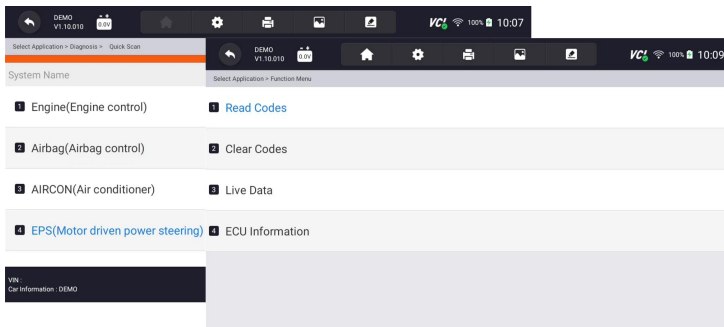 DEMO
V1.10.010
0.0V
VCI 100% 10:07
Select Application > Diagnosis > Quick Scan
System Name
1 Engine(Engine control)
2 Airbag(Airbag control)
3 AIRCON(Air conditioner)
4 EPS(Motor driven power steering)
VIN :
Car Information : DEMO
DEMO
V1.10.010
0.0V
VCI 100% 10:09
Select Application > Function Menu
1 Read Codes
2 Clear Codes
3 Live Data
4 ECU Information